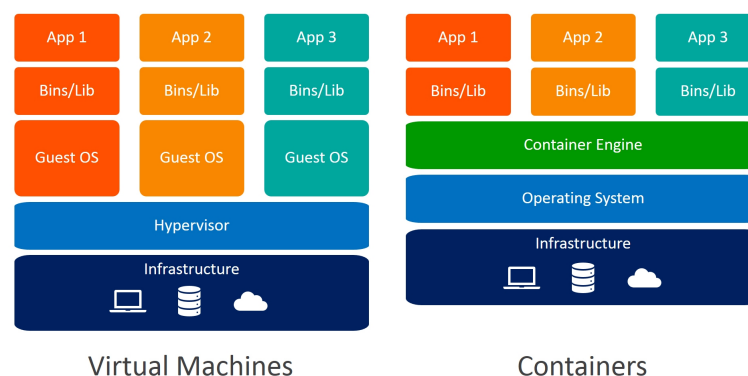 App 1
App 2
App 3
Bins/Lib
Bins/Lib
Bins/Lib
Guest OS
Guest OS
Guest OS
Hypervisor
Infrastructure
Virtual Machines
App 1
App 2
App 3
Bins/Lib
Bins/Lib
Bins/Lib
Container Engine
Operating System
Infrastructure
Containers